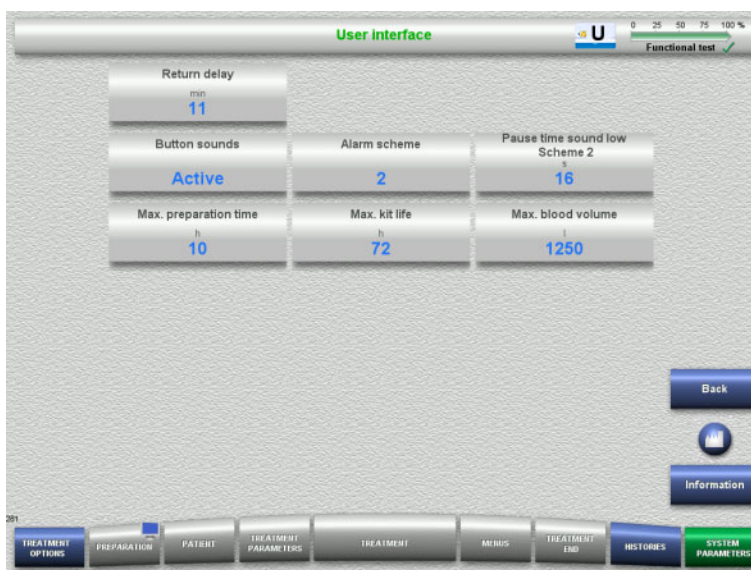 User interface
U
0 25 50 75 100 %
Functional test
Return delay
min
11
Button sounds
Active
Alarm scheme
2
Pause time sound low
Scheme 2
s
16
Max. preparation time
h
10
Max. kit life
h
72
Max. blood volume
l
1250
Back
Information
TREATMENT
OPTIONS
PREPARATION
PATIENT
TREATMENT
PARAMETERS
TREATMENT
MENUS
TREATMENT
END
HISTORIES
SYSTEM
PARAMETERS